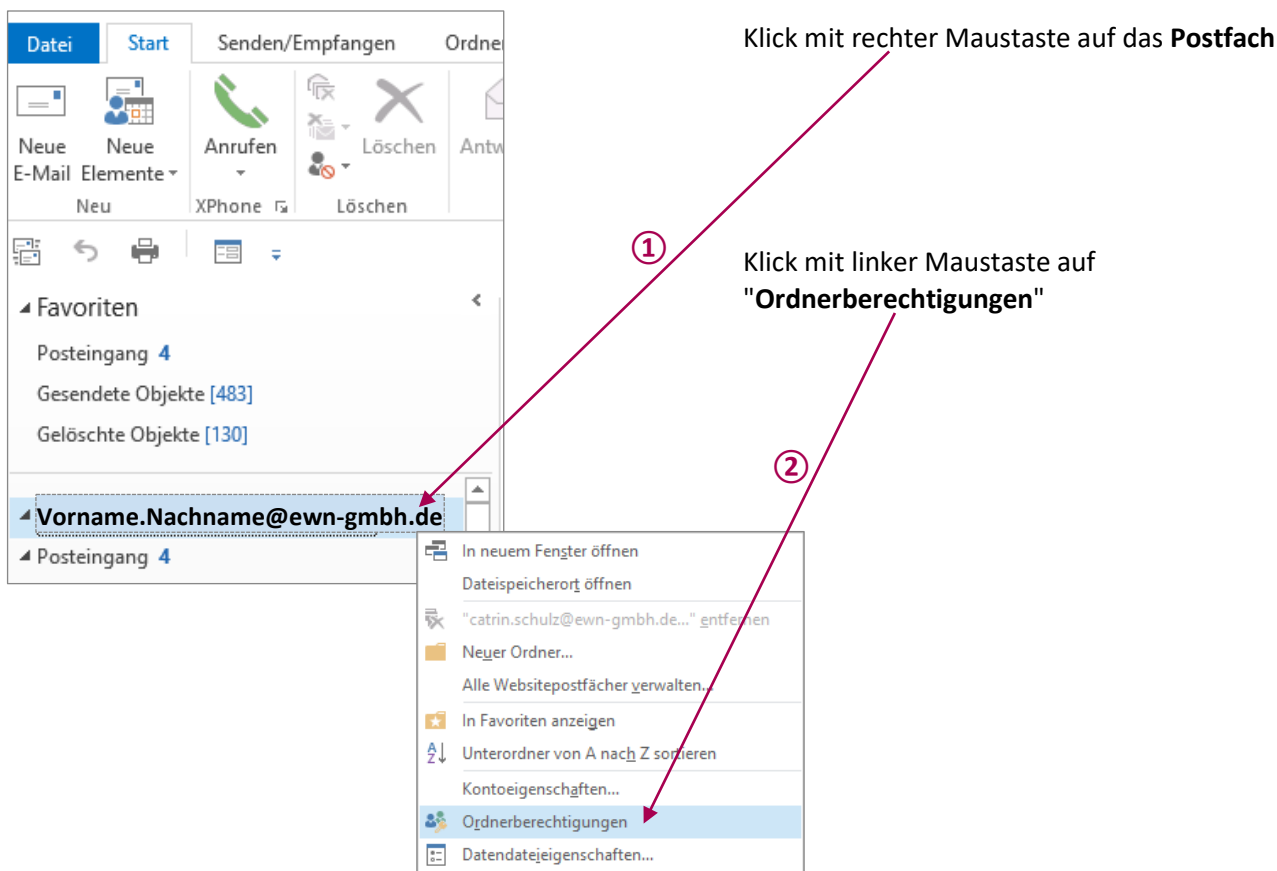 Datei Start Senden/Empfangen Ordne
Klick mit rechter Maustaste auf das Postfach
Neue Neue Anrufen Löschen Antw
E-Mail Elemente
Neu XPhone Löschen
①
Klick mit linker Maustaste auf
"Ordnerberechtigungen"
Favoriten
Posteingang 4
Gesendete Objekte [483]
Gelöschte Objekte [130]
②
Vorname.Nachname@ewn-gmbh.de
Posteingang 4
In neuem Fenster öffnen
Dateispeicherort öffnen
"catrin.schulz@ewn-gmbh.de..." entfernen
Neuer Ordner...
Alle Websitepostfächer verwalten...
In Favoriten anzeigen
A
Z Unterordner von A nach Z sortieren
Kontoeigenschaften...
Ordnerberechtigungen
Datendateieigenschaften...